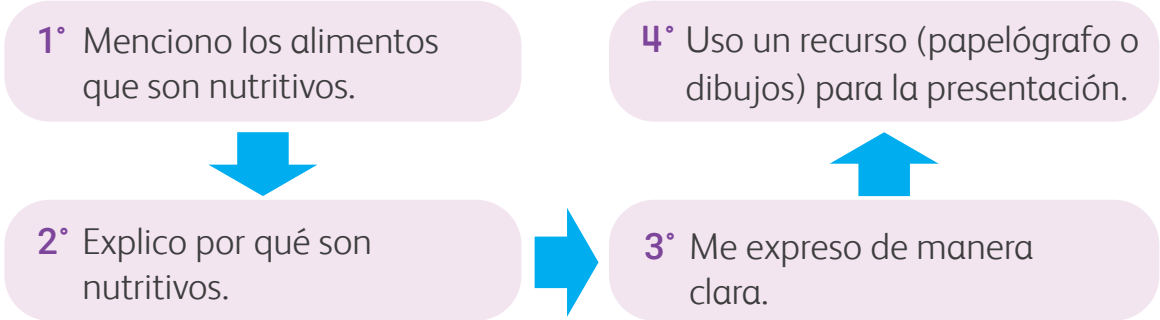 1° Menciono los alimentos
que son nutritivos.
2° Explico por qué son
nutritivos.
3° Me expreso de manera
clara.
4° Uso un recurso (papelógrafo o
dibujos) para la presentación.